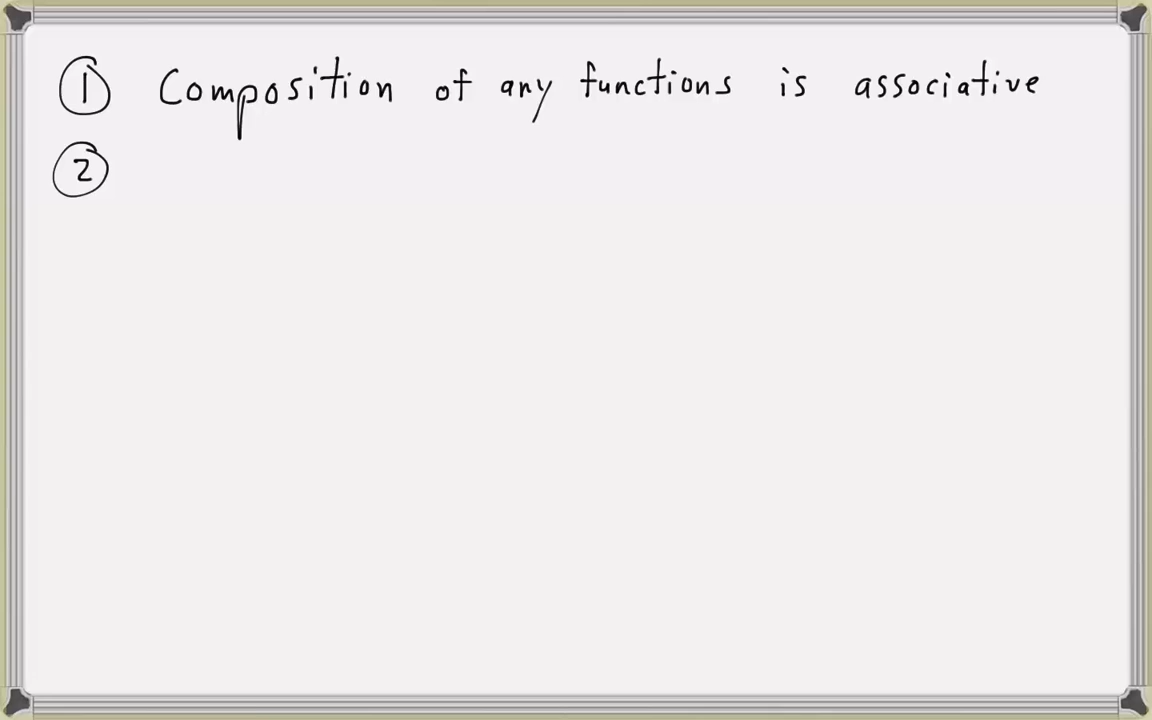 ① Composition of any functions is associative
②